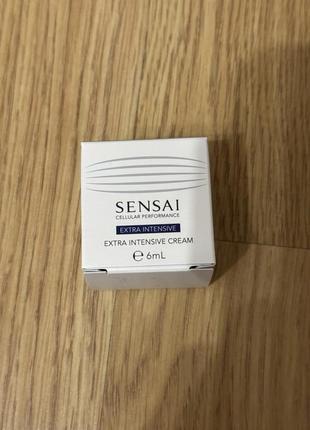 SENSAI
CELLULAR PERFORMANCE
EXTRA INTENSIVE
EXTRA INTENSIVE CREAM
℮ 6mL